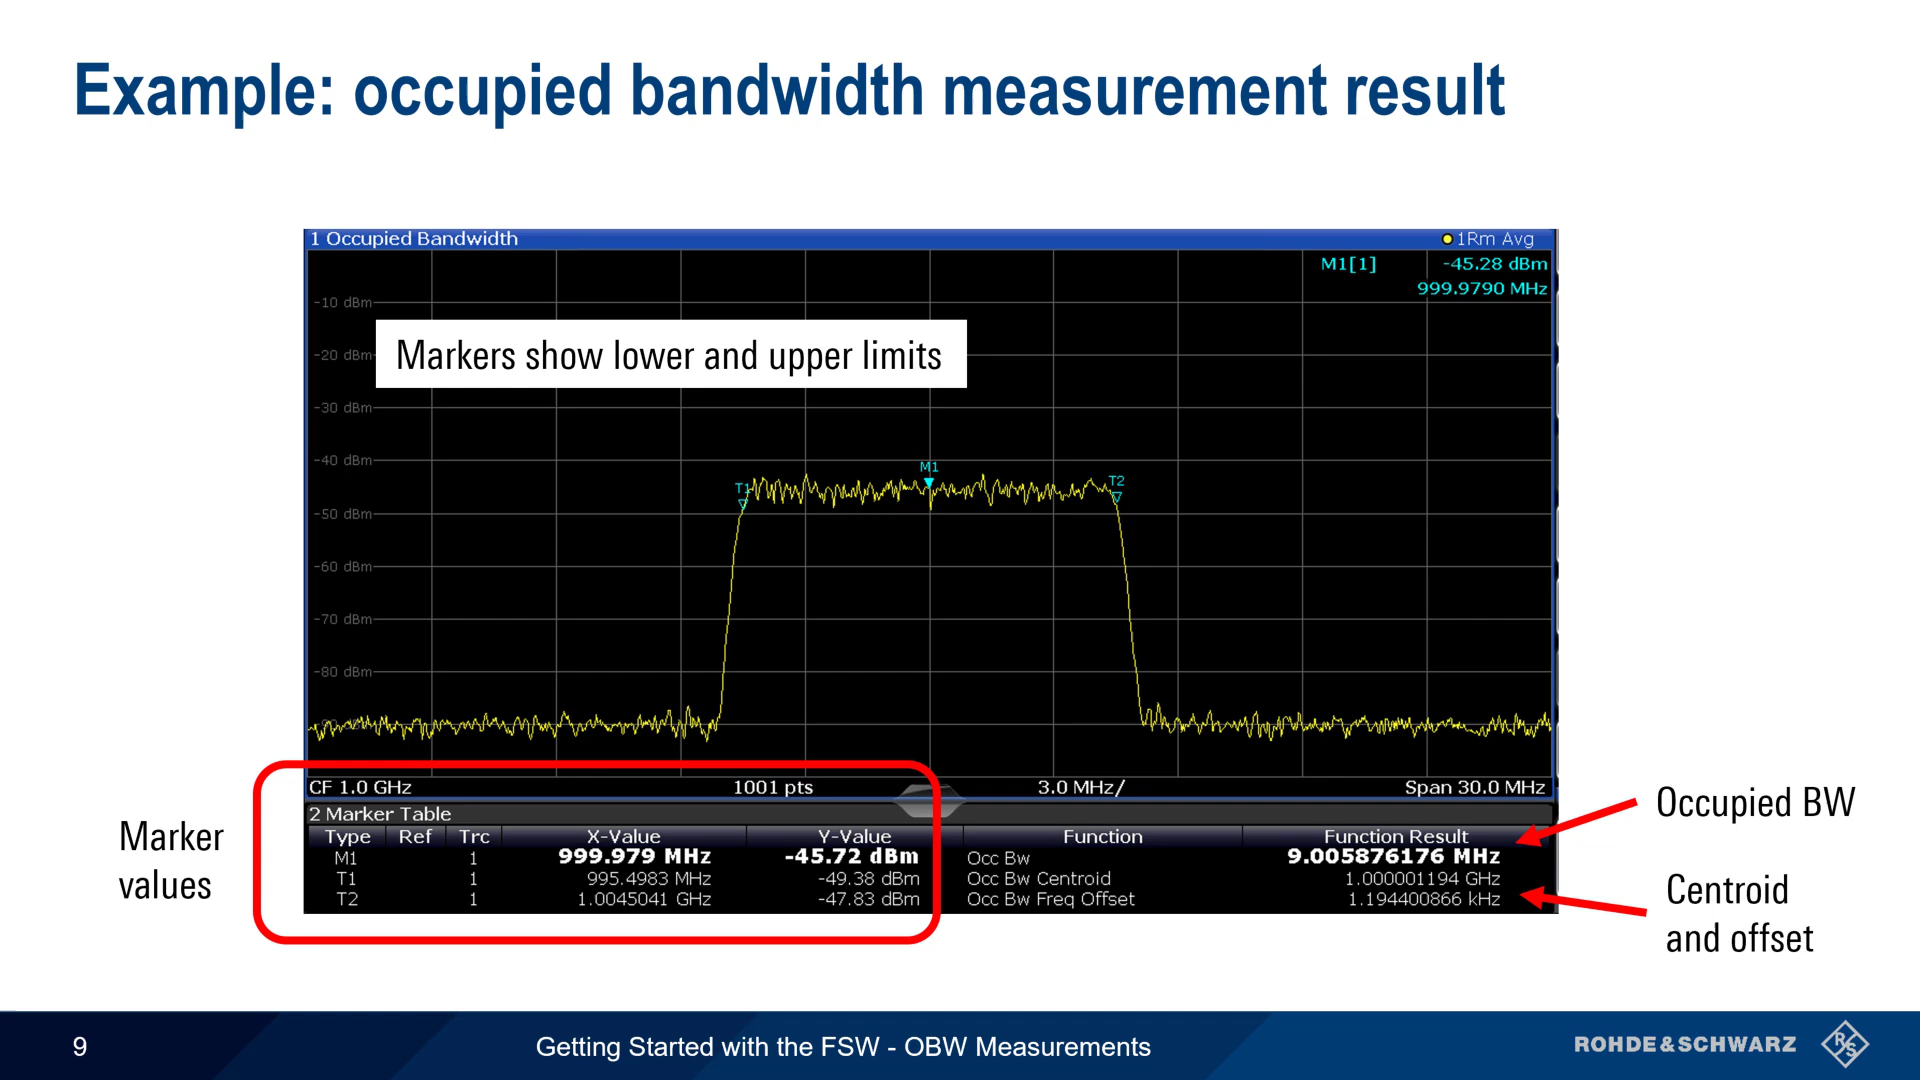 Example: occupied bandwidth measurement result
1 Occupied Bandwidth
1Rm Avg
M1[1]
-45.28 dBm
999.9790 MHz
-10 dBm
Markers show lower and upper limits
-20 dBm
-30 dBm
-40 dBm
M1
T1
T2
-50 dBm
-60 dBm
-70 dBm
-80 dBm
CF 1.0 GHz 1001 pts 3.0 MHz/ Span 30.0 MHz
2 Marker Table
Type Ref Trc X-Value Y-Value Function Function Result
M1 1 999.979 MHz -45.72 dBm Occ Bw 9.005876176 MHz
T1 1 995.4983 MHz -49.38 dBm Occ Bw Centroid 1.000001194 GHz
T2 1 1.0045041 GHz -47.83 dBm Occ Bw Freq Offset 1.194400866 kHz
Marker
values
Occupied BW
Centroid
and offset
9
Getting Started with the FSW - OBW Measurements
ROHDE&SCHWARZ
R S